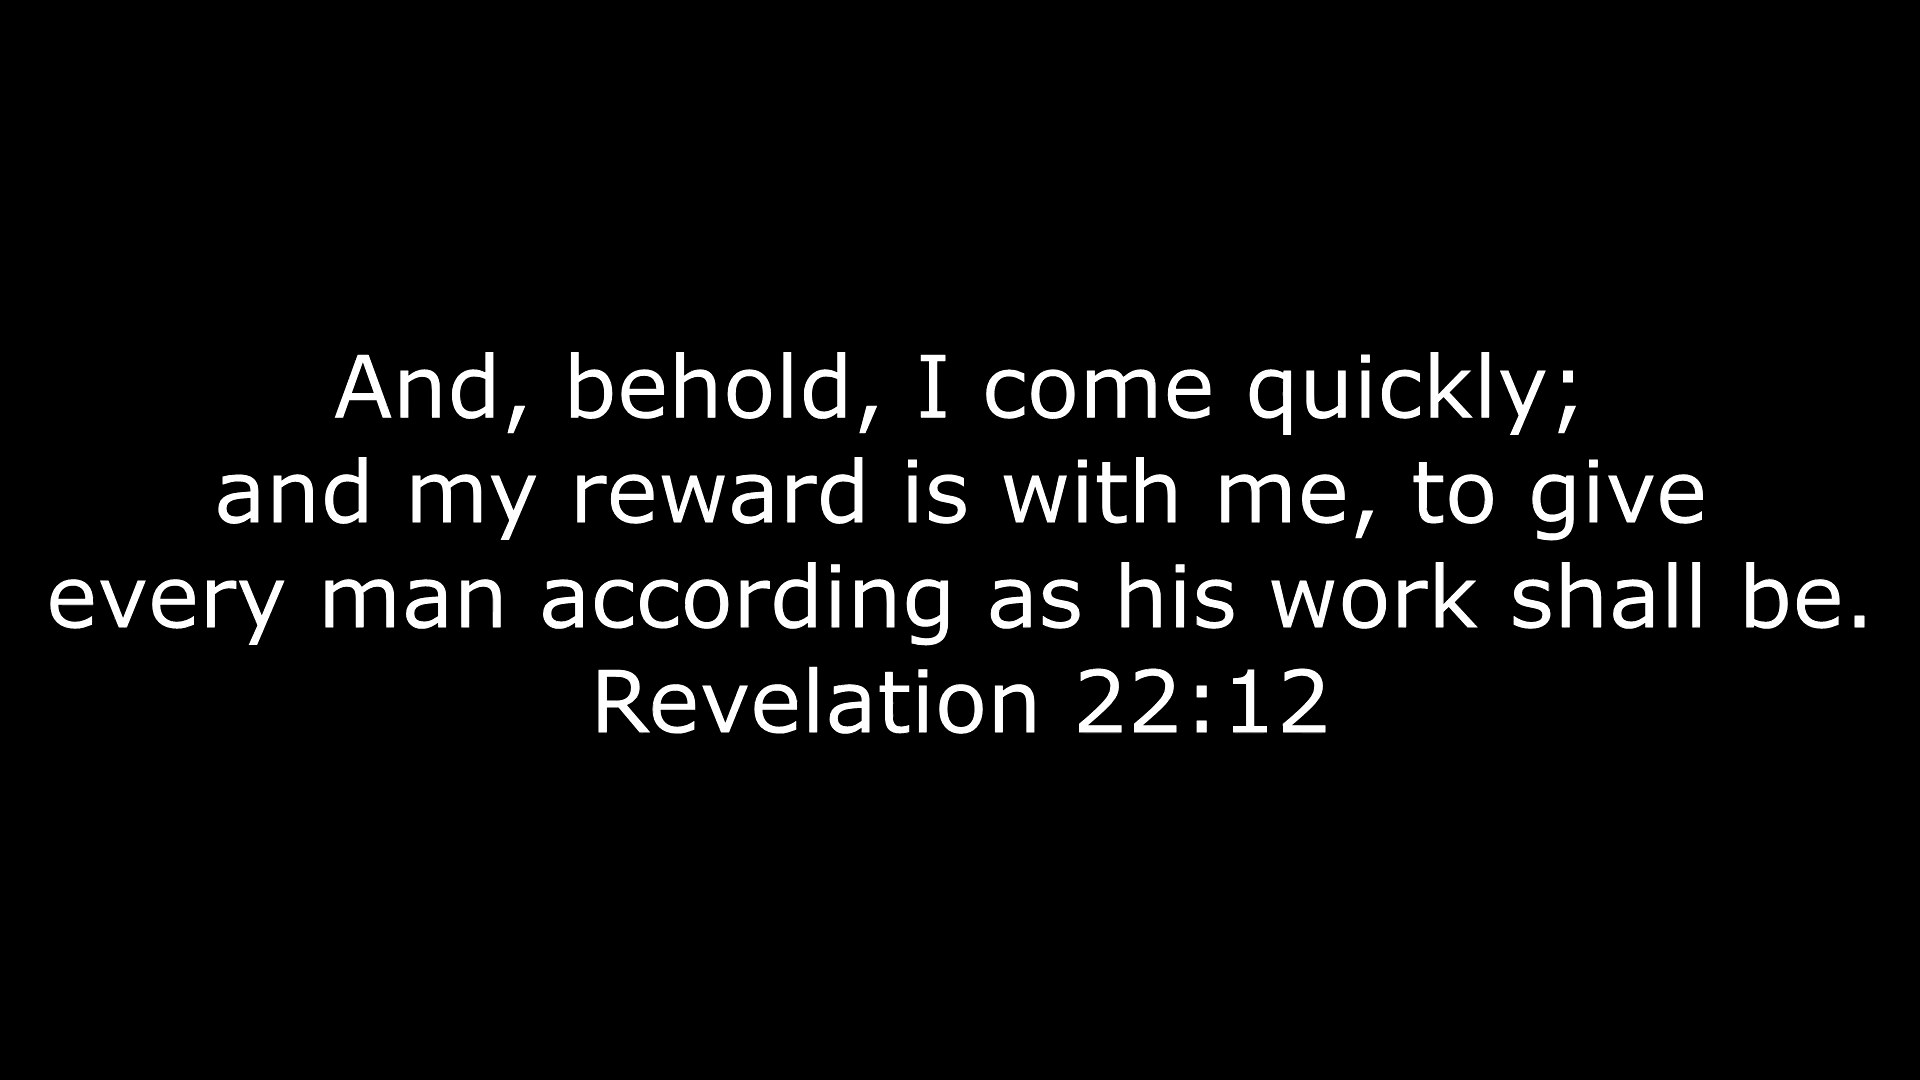 And, behold, I come quickly;
and my reward is with me, to give
every man according as his work shall be.
Revelation 22:12